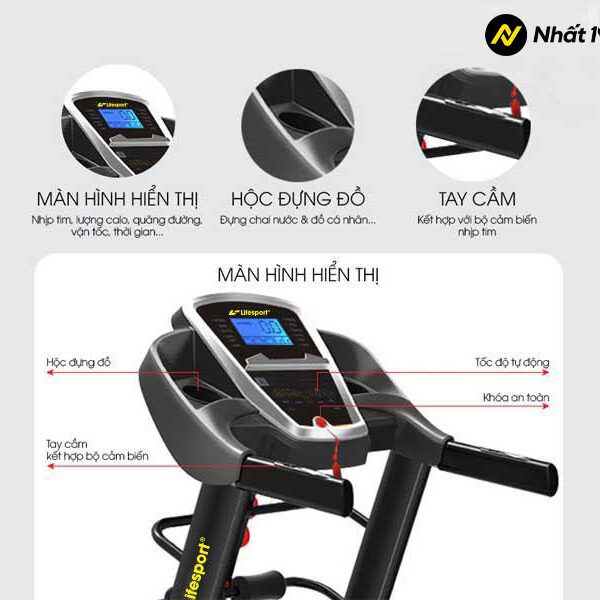 Nhất
Lifesport®
MÀN HÌNH HIỂN THỊ
Nhịp tim, lượng calo, quãng đường,
vận tốc, thời gian...
HỘC ĐỰNG ĐỒ
Đựng chai nước & đồ cá nhân...
TAY CẦM
Kết hợp với bộ cảm biến
nhịp tim
MÀN HÌNH HIỂN THỊ
Lifesport®
Hộc đựng đồ
Tốc độ tự động
Khóa an toàn
Tay cầm
kết hợp bộ cảm biến
Lifesport®